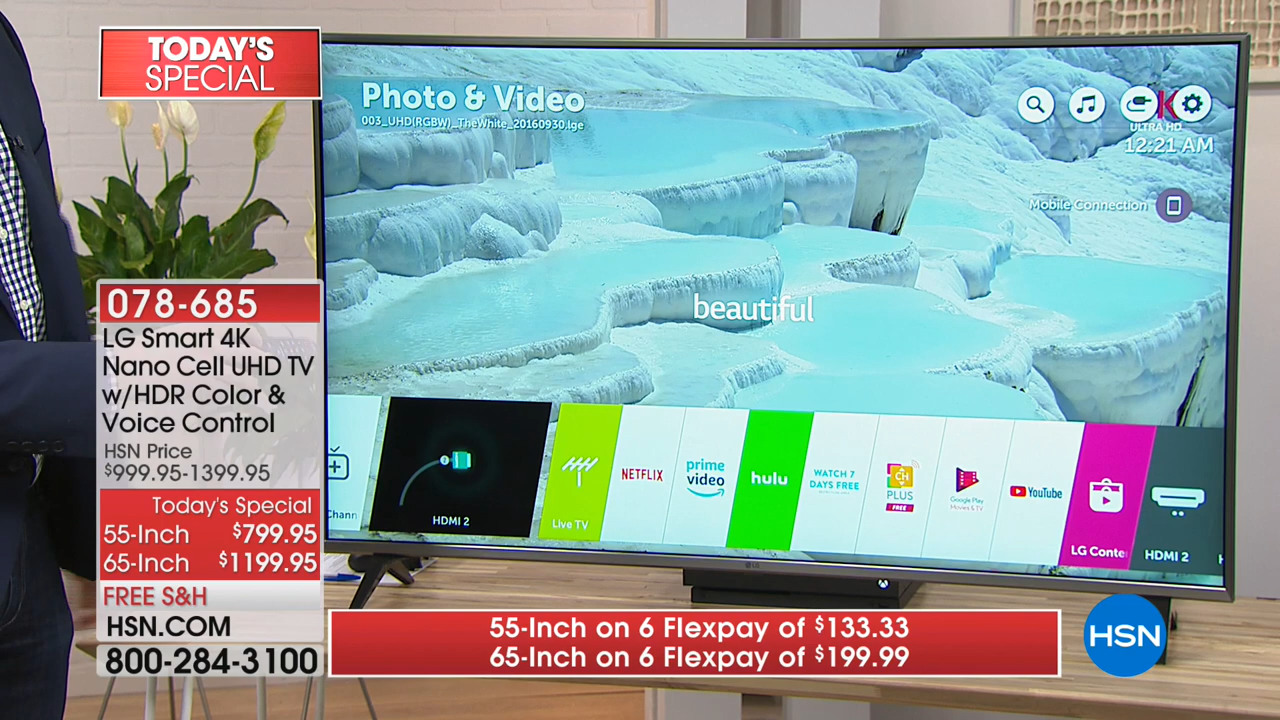 TODAY'S
SPECIAL
078-685
LG Smart 4K
Nano Cell UHD TV
w/HDR Color &
Voice Control
HSN Price
$999.95-1399.95
Today's Special
55-Inch $799.95
65-Inch $1199.95
FREE S&H
HSN.COM
800-284-3100
Photo & Video
003_UHD(RGBW)_TheWhite_20160930.lge
K
ULTRA HD
12:21 AM
Mobile Connection
beautiful
Chann
HDMI 2
Live TV
NETFLIX
prime
video
hulu
WATCH 7
DAYS FREE
CH
PLUS
FREE
Google Play
Movies & TV
YouTube
LG Conte
HDMI 2
LG
55-Inch on 6 Flexpay of $133.33
65-Inch on 6 Flexpay of $199.99
HSN